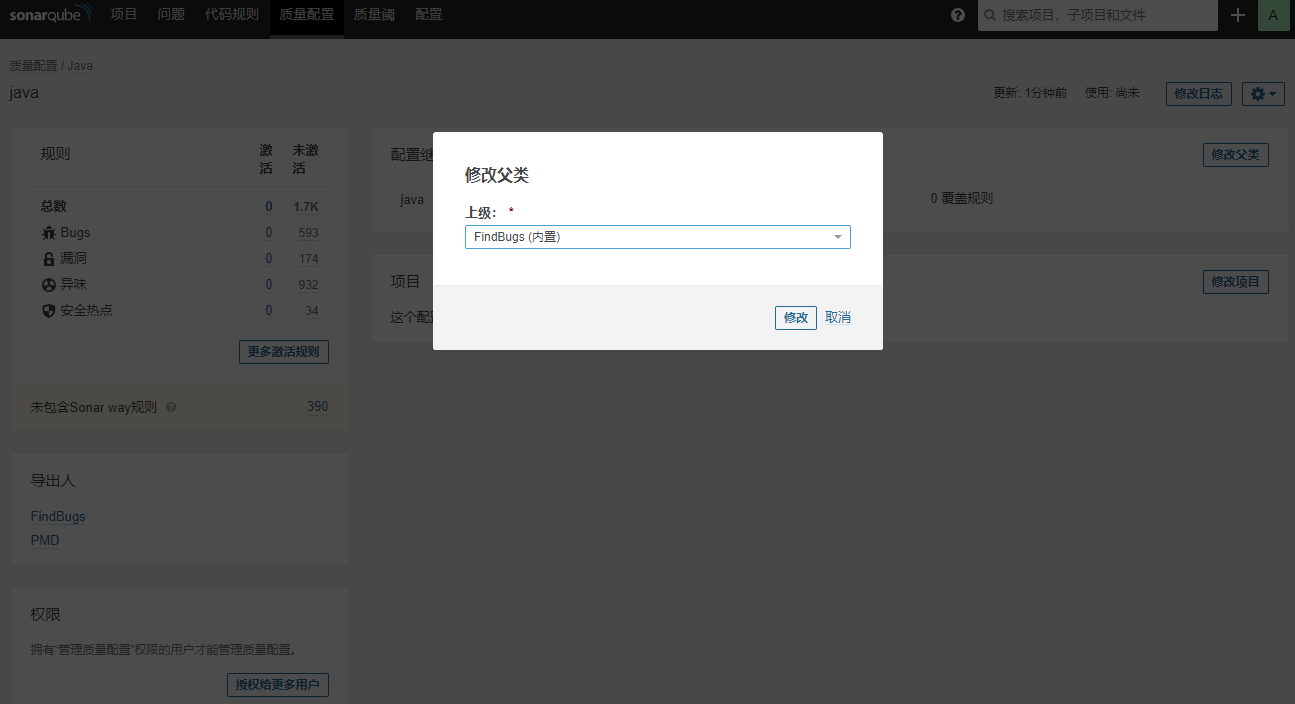 sonarqube 项目 问题 代码规则 质量配置 质量阈 配置 搜索项目，子项目和文件 A
质量配置 / Java
java 更新: 1分钟前 使用: 尚未 修改日志
规则 激活 未激活
总数 0 1.7K
Bugs 0 593
漏洞 0 174
异味 0 932
安全热点 0 34
更多激活规则
未包含Sonar way规则 390
导出人
FindBugs
PMD
权限
拥有“管理质量配置”权限的用户才能管理质量配置。
授权给更多用户
配置继 修改父类
java 0 覆盖规则
项目 修改项目
这个配
修改父类
上级： *
FindBugs (内置)
修改 取消